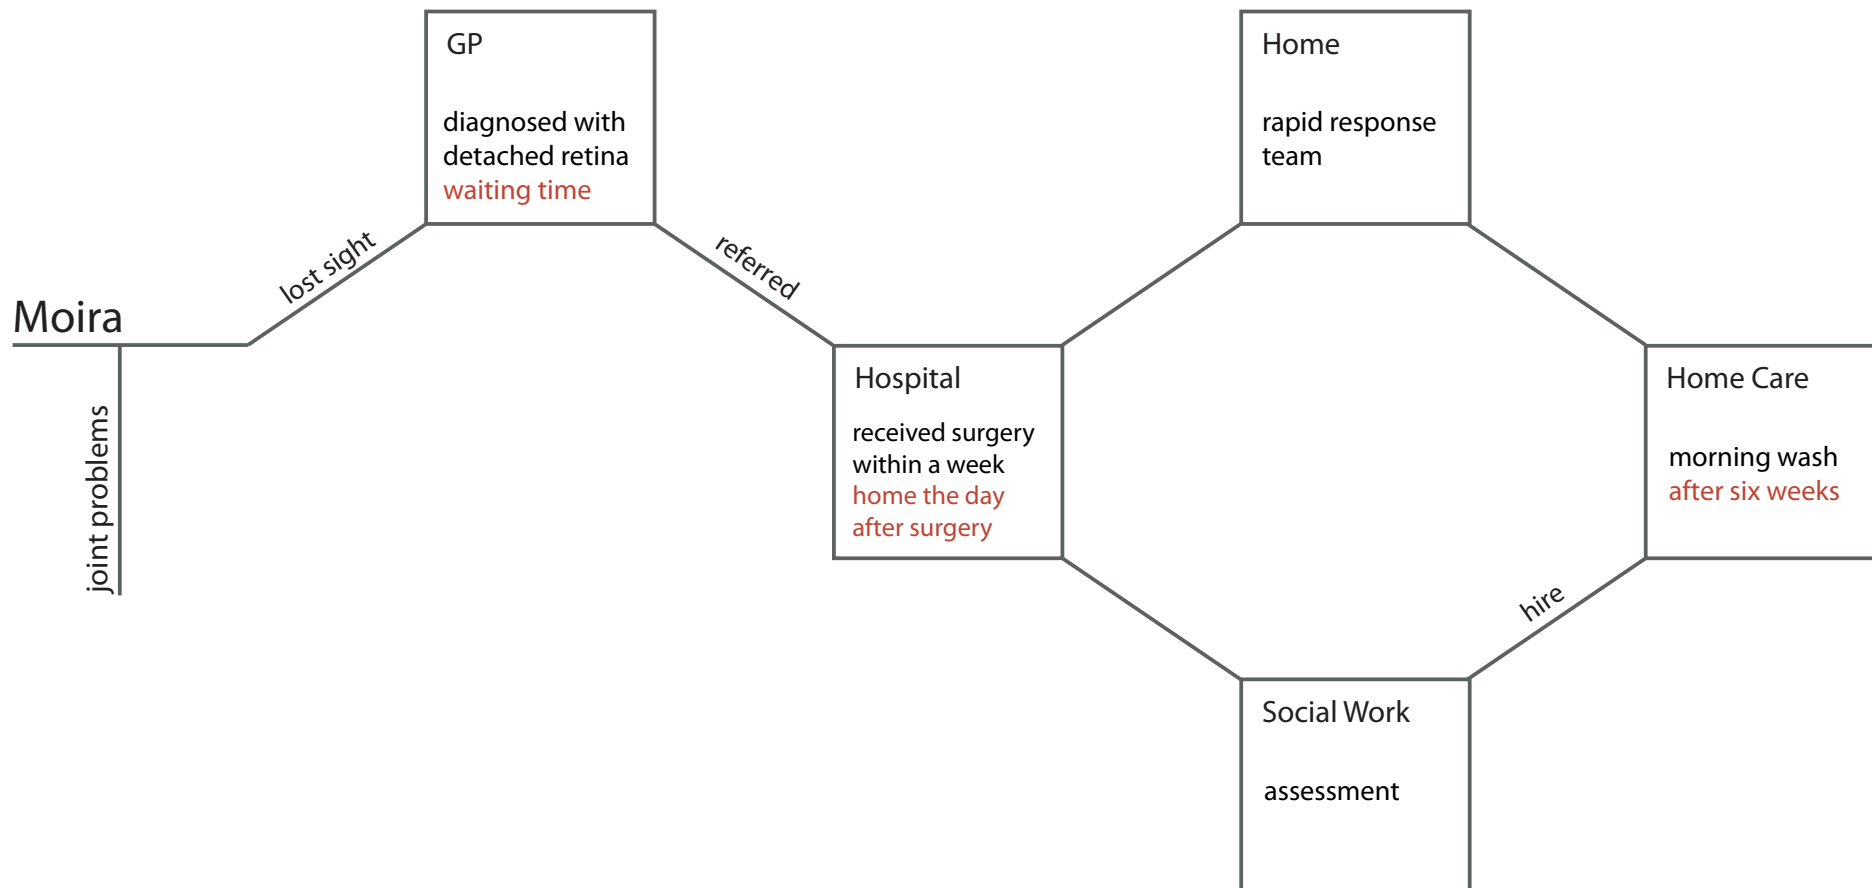 Moira
joint problems
lost sight
GP
diagnosed with
detached retina
waiting time
referred
Hospital
received surgery
within a week
home the day
after surgery
Home
rapid response
team
Social Work
assessment
hire
Home Care
morning wash
after six weeks